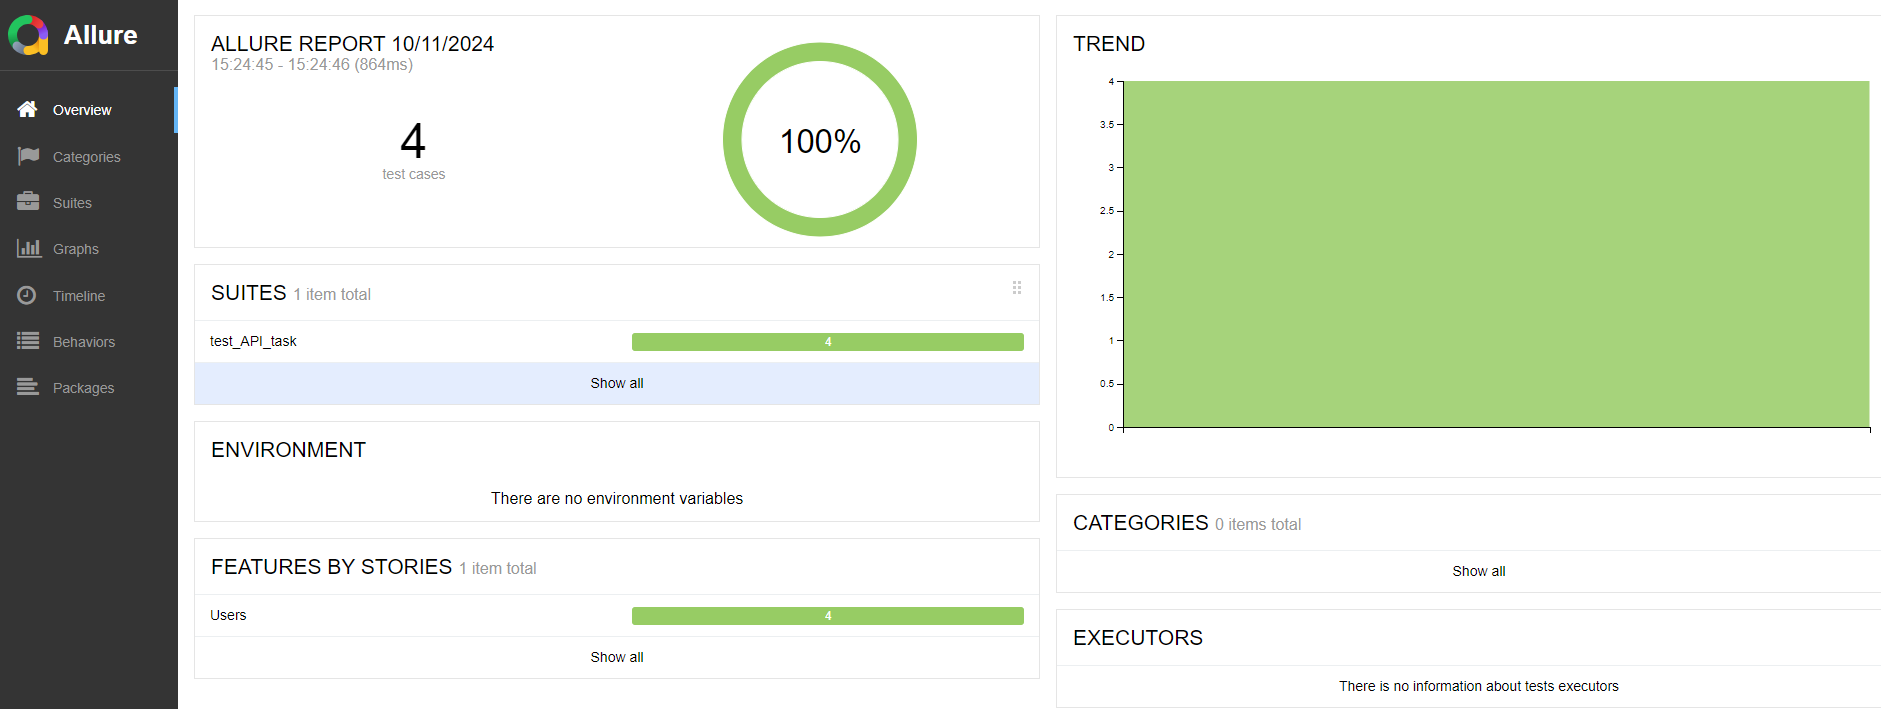 Allure
Overview
Categories
Suites
Graphs
Timeline
Behaviors
Packages
ALLURE REPORT 10/11/2024
15:24:45 - 15:24:46 (864ms)
4
test cases
100%
SUITES 1 item total
test_API_task 4
Show all
ENVIRONMENT
There are no environment variables
FEATURES BY STORIES 1 item total
Users 4
Show all
TREND
4
3.5
3
2.5
2
1.5
1
0.5
0
CATEGORIES 0 items total
Show all
EXECUTORS
There is no information about tests executors